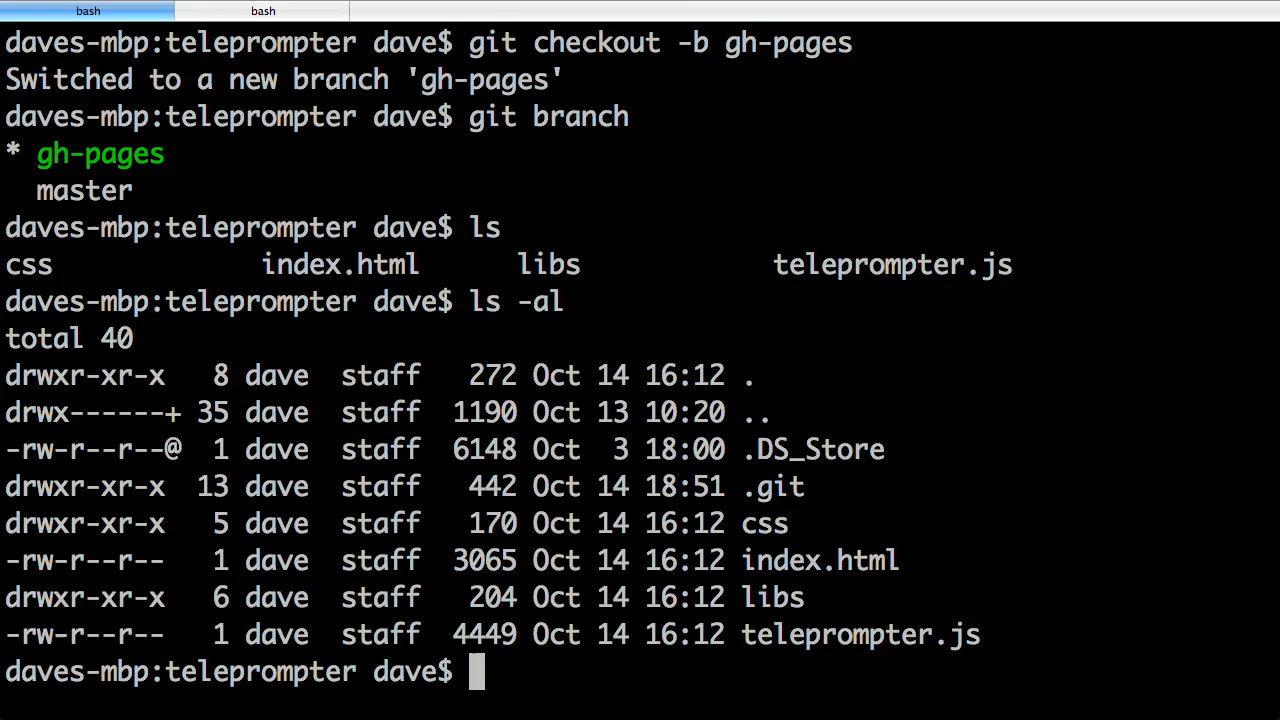 bash bash
daves-mbp:teleprompter dave$ git checkout -b gh-pages
Switched to a new branch 'gh-pages'
daves-mbp:teleprompter dave$ git branch
* gh-pages
  master
daves-mbp:teleprompter dave$ ls
css             index.html      libs            teleprompter.js
daves-mbp:teleprompter dave$ ls -al
total 40
drwxr-xr-x   8 dave  staff   272 Oct 14 16:12 .
drwx------+ 35 dave  staff  1190 Oct 13 10:20 ..
-rw-r--r--@  1 dave  staff  6148 Oct  3 18:00 .DS_Store
drwxr-xr-x  13 dave  staff   442 Oct 14 18:51 .git
drwxr-xr-x   5 dave  staff   170 Oct 14 16:12 css
-rw-r--r--   1 dave  staff  3065 Oct 14 16:12 index.html
drwxr-xr-x   6 dave  staff   204 Oct 14 16:12 libs
-rw-r--r--   1 dave  staff  4449 Oct 14 16:12 teleprompter.js
daves-mbp:teleprompter dave$